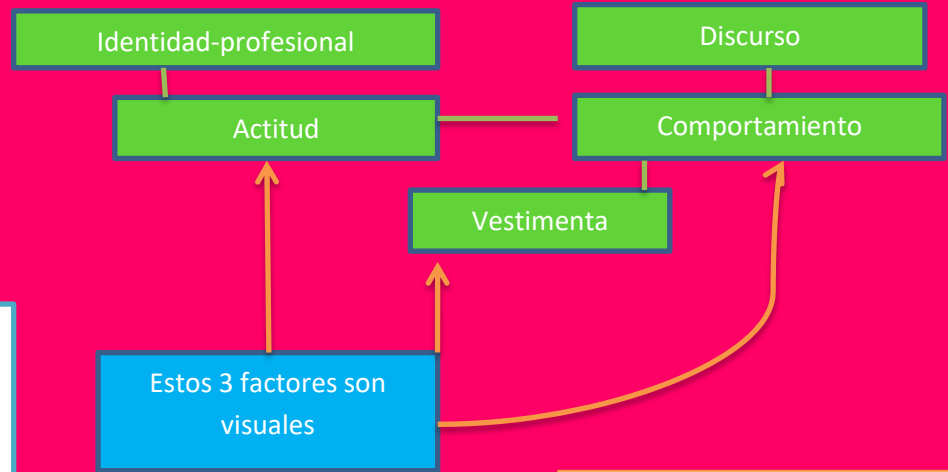 Identidad-profesional
Discurso
Actitud
Comportamiento
Vestimenta
Estos 3 factores son
visuales